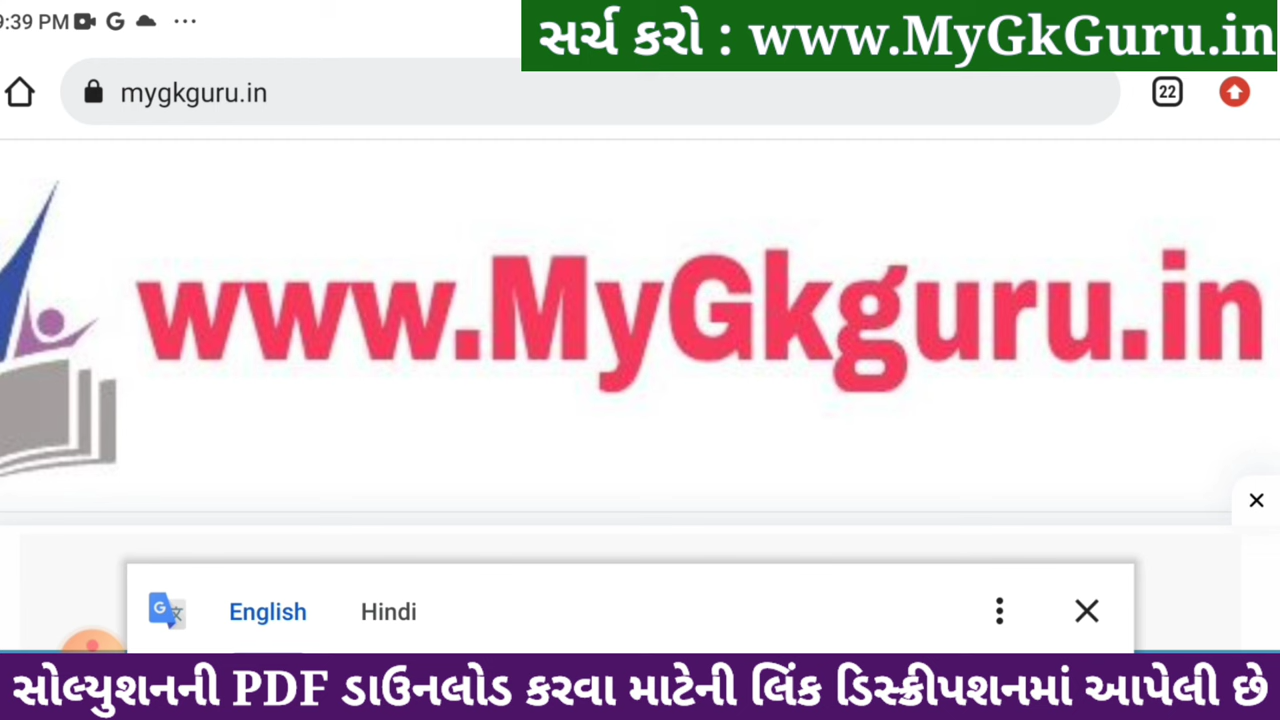 9:39 PM
સર્ચ કરો : www.MyGkGuru.in
mygkguru.in
22
www.MyGkguru.in
English Hindi
સોલ્યુશનની PDF ડાઉનલોડ કરવા માટેની લિંક ડિસ્ક્રીપશનમાં આપેલી છે